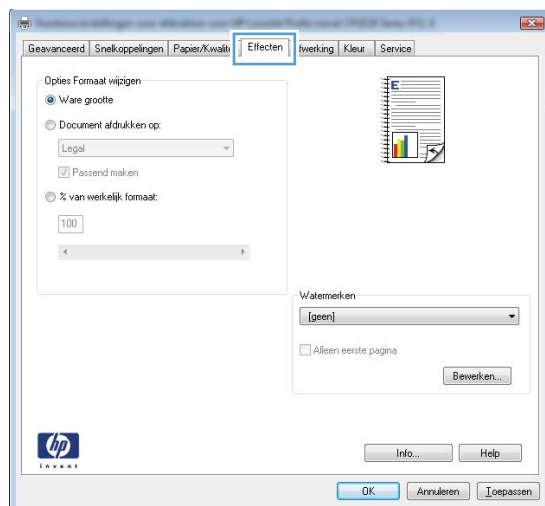 Geavanceerd Snelkoppelingen Papier/Kwalit Effecten fwerking Kleur Service
Opties Formaat wijzigen
Ware grootte
Document afdrukken op:
Legal
Passend maken
% van werkelijk formaat:
100
E
Watermerken
[geen]
Alleen eerste pagina
Bewerken...
hp
invent
Info... Help
OK Annuleren Toepassen